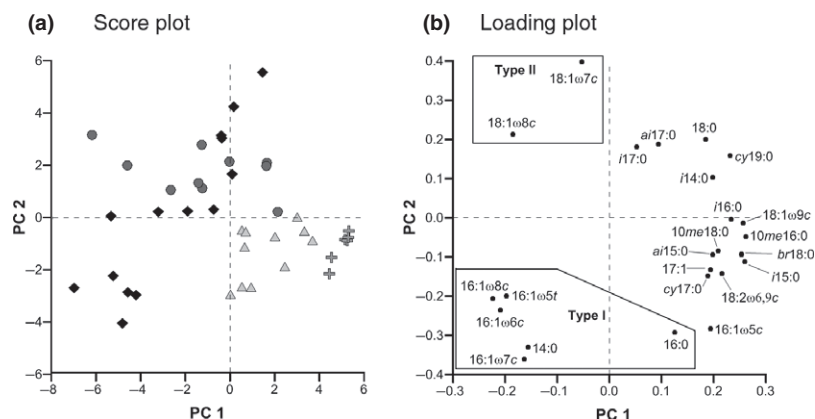 (a) Score plot
6
4
2
0
−2
−4
−6
PC 2
−8 −6 −4 −2 0 2 4 6 8
PC 1
(b) Loading plot
0.4
0.3
0.2
0.1
0.0
−0.1
−0.2
−0.3
−0.4
PC 2
Type II
18:1ω7c
18:1ω8c
18:0
ai17:0
i17:0
cy19:0
i14:0
i16:0
18:1ω9c
10me18:0
10me16:0
ai15:0
br18:0
17:1
i15:0
cy17:0
18:2ω6,9c
16:1ω8c
16:1ω5t
16:1ω6c
Type I
16:1ω5c
16:0
14:0
16:1ω7c
−0.3 −0.2 −0.1 0.0 0.1 0.2 0.3
PC 1